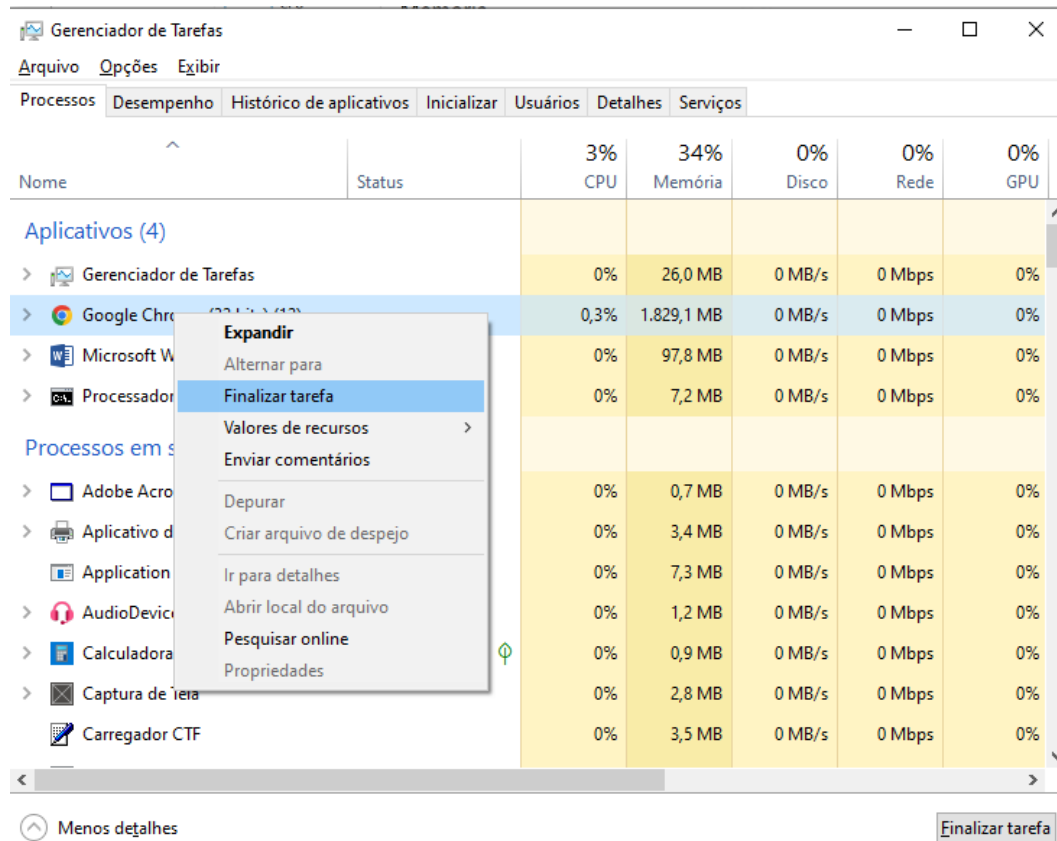 Gerenciador de Tarefas
Arquivo Opções Exibir
Processos Desempenho Histórico de aplicativos Inicializar Usuários Detalhes Serviços
3% 34% 0% 0% 0%
Nome Status CPU Memória Disco Rede GPU
Aplicativos (4)
Gerenciador de Tarefas 0% 26,0 MB 0 MB/s 0 Mbps 0%
Google 0,3% 1.829,1 MB 0 MB/s 0 Mbps 0%
Expandir
Microsoft W 0% 97,8 MB 0 MB/s 0 Mbps 0%
Alternar para
Processador 0% 7,2 MB 0 MB/s 0 Mbps 0%
Finalizar tarefa
Valores de recursos
Processos em s
Enviar comentários
Adobe Acro 0% 0,7 MB 0 MB/s 0 Mbps 0%
Depurar
Aplicativo d 0% 3,4 MB 0 MB/s 0 Mbps 0%
Criar arquivo de despejo
Application 0% 7,3 MB 0 MB/s 0 Mbps 0%
Ir para detalhes
AudioDevic 0% 1,2 MB 0 MB/s 0 Mbps 0%
Abrir local do arquivo
Calculadora 0% 0,9 MB 0 MB/s 0 Mbps 0%
Pesquisar online
Propriedades
Captura de Tela 0% 2,8 MB 0 MB/s 0 Mbps 0%
Carregador CTF 0% 3,5 MB 0 MB/s 0 Mbps 0%
Menos detalhes Finalizar tarefa